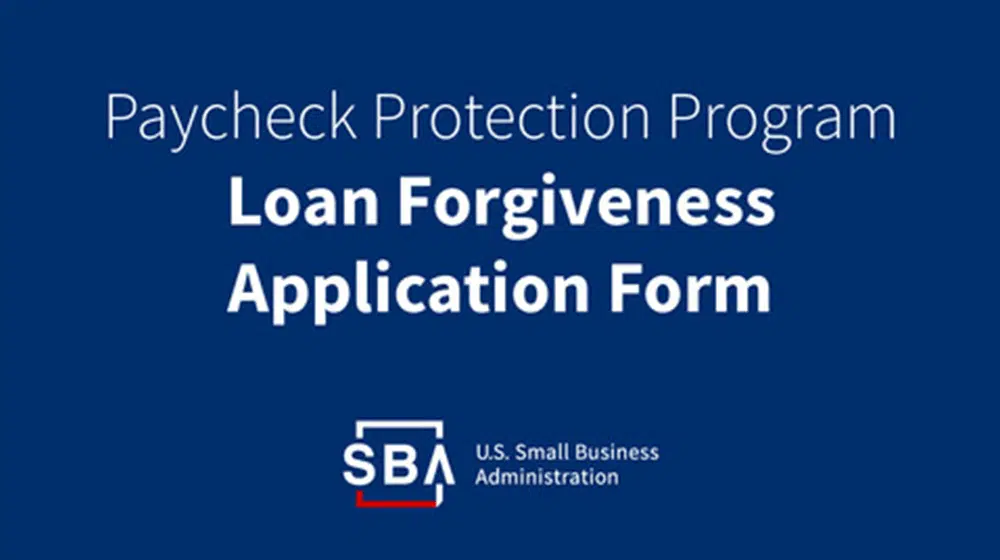 Paycheck Protection Program
Loan Forgiveness
Application Form
SBA
U.S. Small Business
Administration